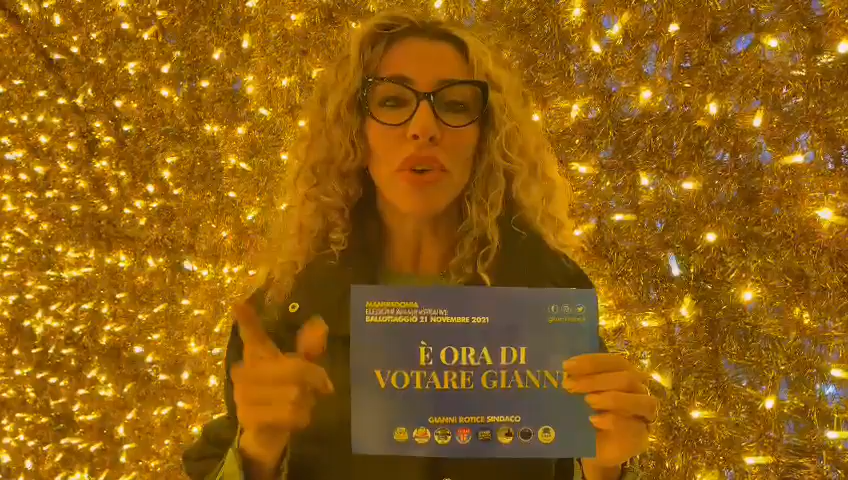 MANFREDONIA
ELEZIONI AMMINISTRATIVE
BALLOTTAGGIO 21 NOVEMBRE 2021
È ORA DI
VOTARE GIANNI
GIANNI ROTICE SINDACO